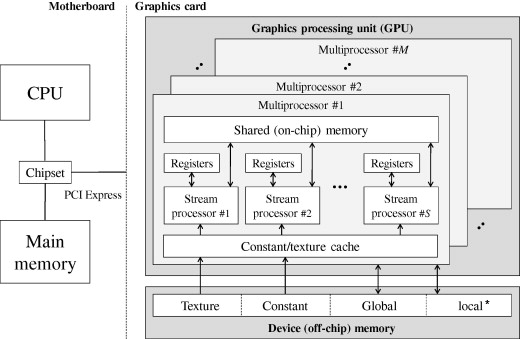 Motherboard
Graphics card
Graphics processing unit (GPU)
Multiprocessor #M
Multiprocessor #2
Multiprocessor #1
CPU
Shared (on-chip) memory
Chipset
Registers
Registers
Registers
PCI Express
Stream
processor #1
Stream
processor #2
Stream
processor #S
Main
memory
Constant/texture cache
Texture
Constant
Global
local*
Device (off-chip) memory